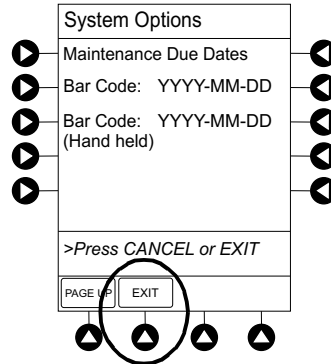 System Options
Maintenance Due Dates
Bar Code: YYYY-MM-DD
Bar Code: YYYY-MM-DD
(Hand held)
>Press CANCEL or EXIT
PAGE UP EXIT